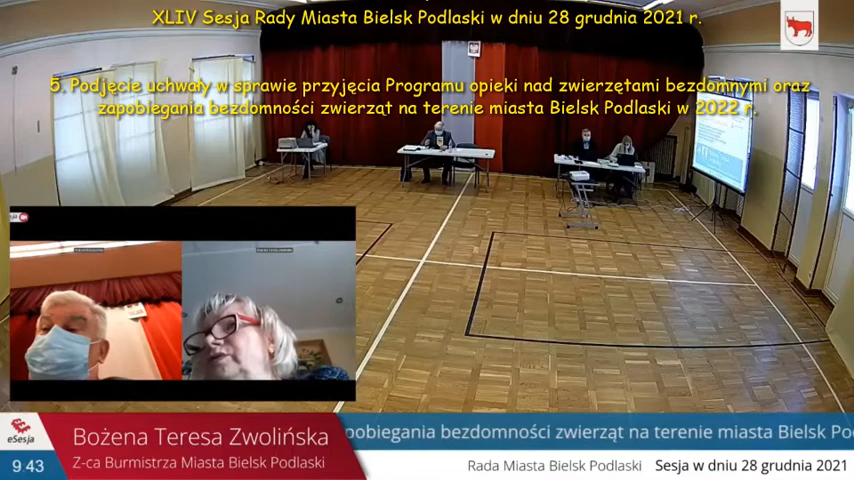 XLIV Sesja Rady Miasta Bielsk Podlaski w dniu 28 grudnia 2021 r.
5. Podjęcie uchwały w sprawie przyjęcia Programu opieki nad zwierzętami bezdomnymi oraz
zapobiegania bezdomności zwierząt na terenie miasta Bielsk Podlaski w 2022 r.
eSesja
Bożena Teresa Zwolińska
Z-ca Burmistrza Miasta Bielsk Podlaski
pobiegania bezdomności zwierząt na terenie miasta Bielsk Po
9 43
Rada Miasta Bielsk Podlaski
Sesja w dniu 28 grudnia 2021